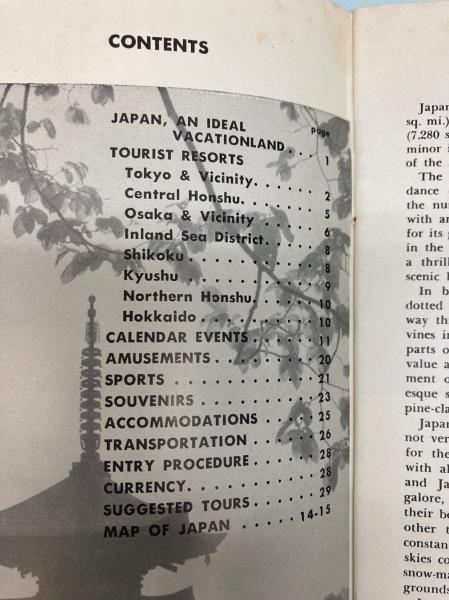 CONTENTS
page
JAPAN, AN IDEAL
VACATIONLAND . . . 1
TOURIST RESORTS
Tokyo & Vicinity. . . . . . 2
Central Honshu. . . . . . 5
Osaka & Vicinity . . . . . 6
Inland Sea District. . . . 8
Shikoku . . . . . . . . . 8
Kyushu . . . . . . . . . 9
Northern Honshu. . . . 10
Hokkaido . . . . . . . . 10
CALENDAR EVENTS . . . . . 11
AMUSEMENTS . . . . . . . 20
SPORTS . . . . . . . . . . 21
SOUVENIRS . . . . . . . . 23
ACCOMMODATIONS . . . . . 25
TRANSPORTATION . . . . . 26
ENTRY PROCEDURE . . . . . 28
CURRENCY. . . . . . . . . 28
SUGGESTED TOURS . . . . . 29
MAP OF JAPAN . . . . . 14-15
Japan
sq. mi.)
(7,280 s
minor i
of the
The
dance
the nu
with an
for its
in the
a thrill
scenic
In b
dotted
way thr
vines in
parts o
value a
ment o
esque s
pine-cla
Japa
not ver
for the
with al
and Ja
galore,
their be
other t
constan
skies co
snow-ma
grounds